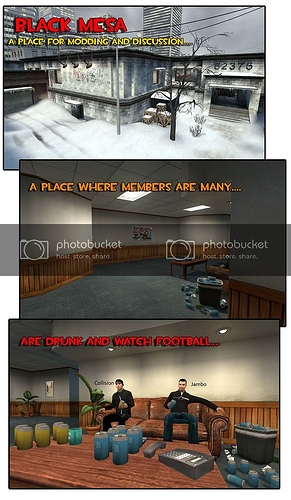 BLACK MESA
A PLACE FOR MODDING AND DISCUSSION....
62375
A PLACE WHERE MEMBERS ARE MANY....
photobucket
host. store. share.
photobucket
host. store. share.
ARE DRUNK AND WATCH FOOTBALL....
Collision
Jambo